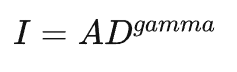 I = AD^{gamma}